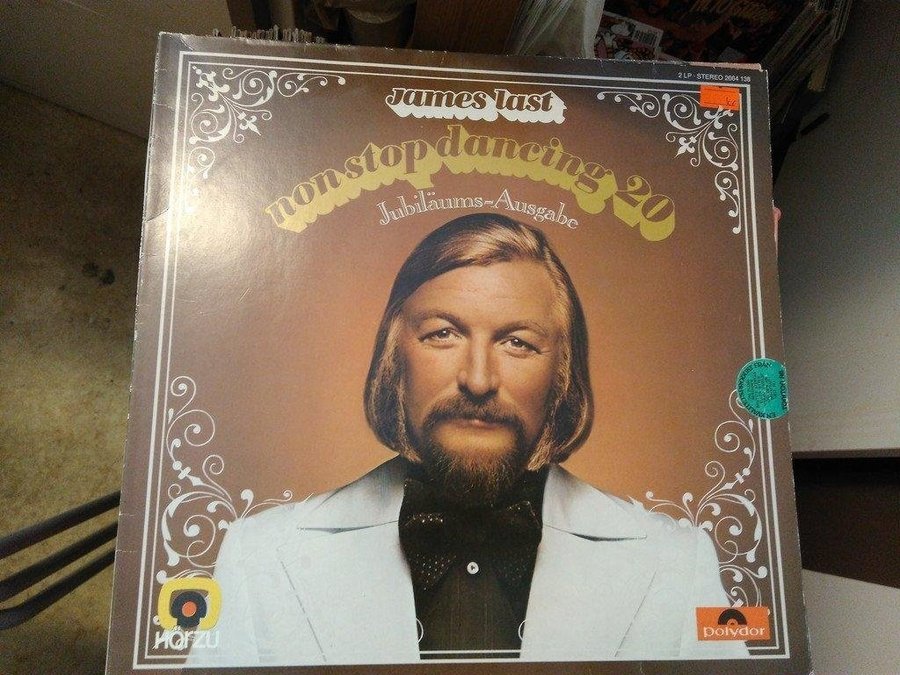 2 LP · STEREO 2664 138
James Last
non stop dancing 20
Jubiläums-Ausgabe
HÖRZU
polydor